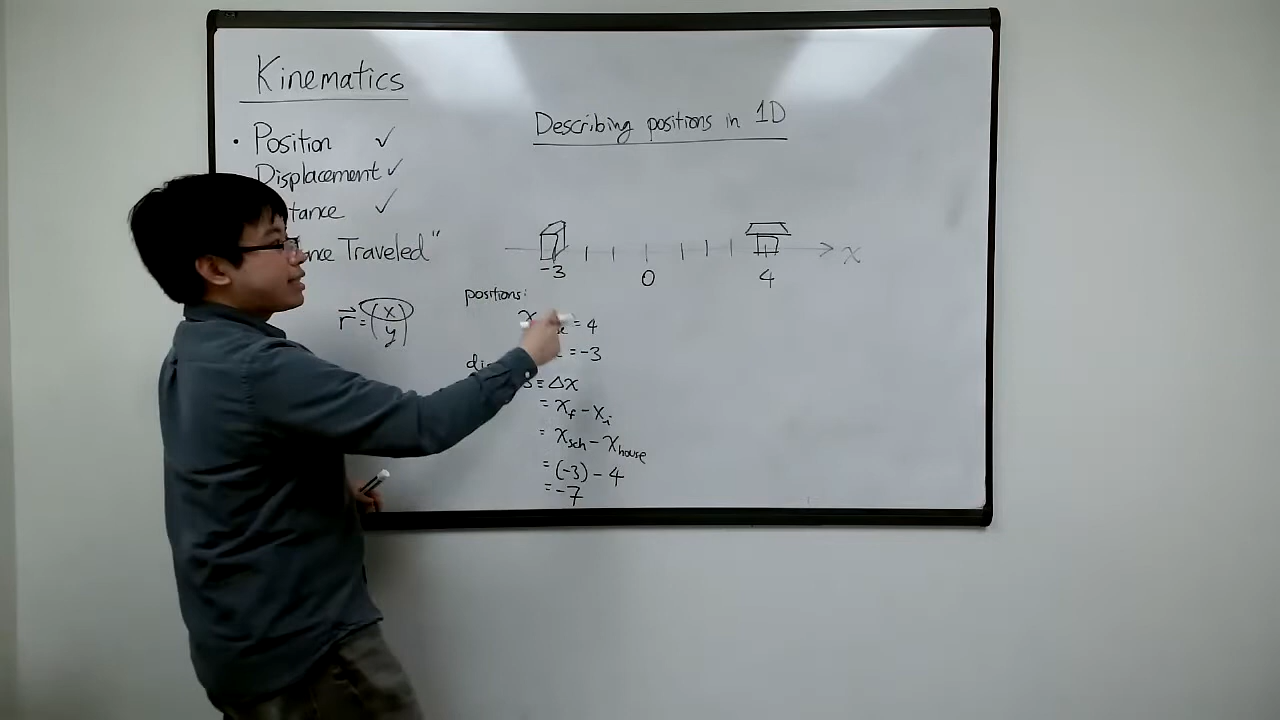 Kinematics
Describing positions in 1D
• Position ✓
Displacement ✓
tance ✓
nce Traveled"
x
-3 0 4
positions:
r⃗ = (x y)
x = 4
= -3
s = Δx
= x_f - x_i
= x_sch - x_house
= (-3) - 4
= -7